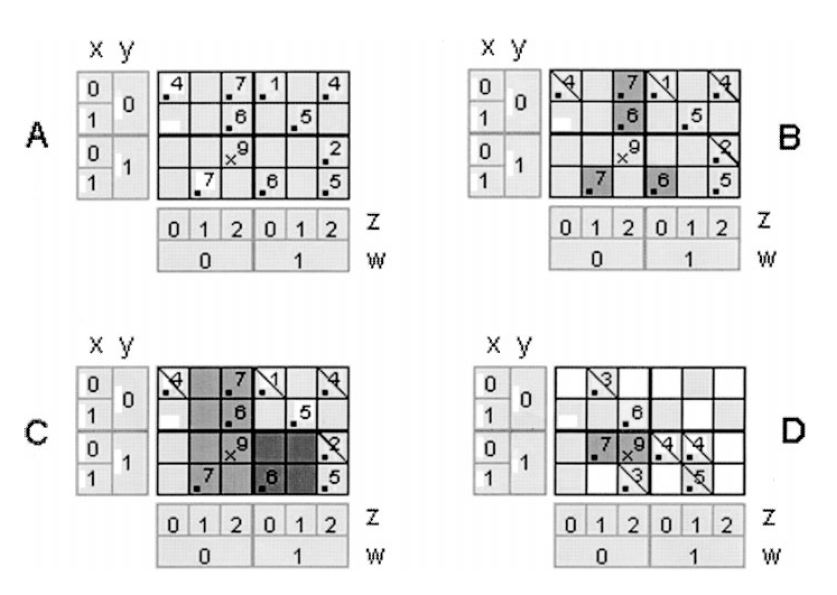 A
x y
0 0 4 7 1 4
1 6 5
0 1 x9 2
1 7 6 5
0 1 2 0 1 2 z
0 1 w
B
x y
0 0 4 7 1 4
1 6 5
0 1 x9 2
1 7 6 5
0 1 2 0 1 2 z
0 1 w
C
x y
0 0 4 7 1 4
1 6 5
0 1 x9 2
1 7 6 5
0 1 2 0 1 2 z
0 1 w
D
x y
0 0 3
1 6
0 1 7 x9 4 4
1 3 5
0 1 2 0 1 2 z
0 1 w